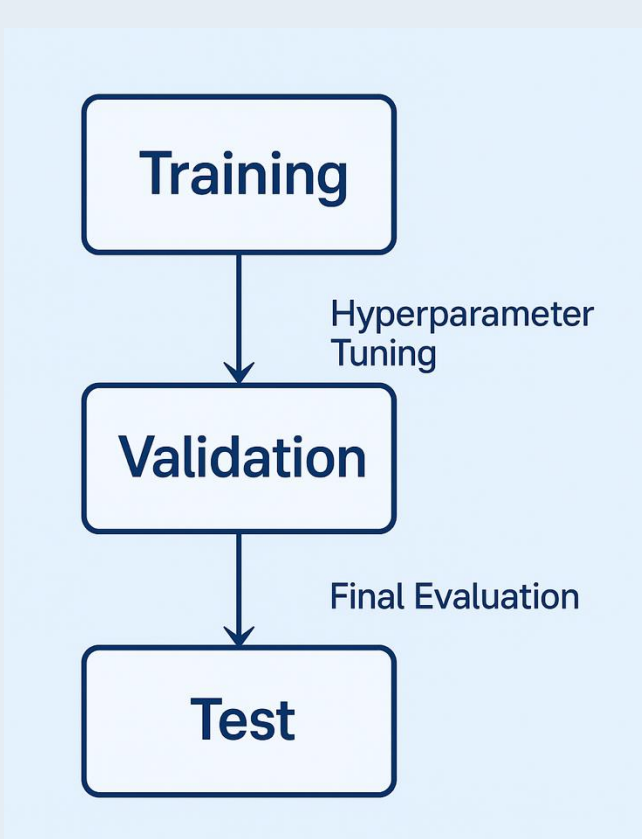 Training
Hyperparameter
Tuning
Validation
Final Evaluation
Test